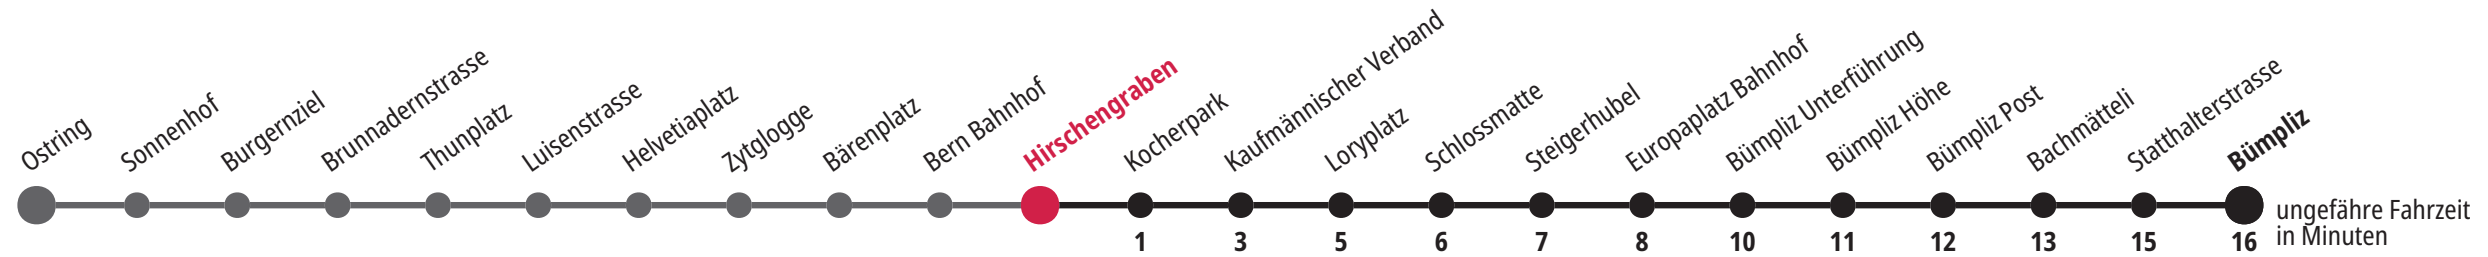 Ostring
Sonnenhof
Burgernziel
Brunnadernstrasse
Thunplatz
Luisenstrasse
Helvetiaplatz
Zytglogge
Bärenplatz
Bern Bahnhof
Hirschengraben
Kocherpark
Kaufmännischer Verband
Loryplatz
Schlossmatte
Steigerhubel
Europaplatz Bahnhof
Bümpliz Unterführung
Bümpliz Höhe
Bümpliz Post
Bachmätteli
Statthalterstrasse
Bümpliz
1 3 5 6 7 8 10 11 12 13 15 16
ungefähre Fahrzeit
in Minuten